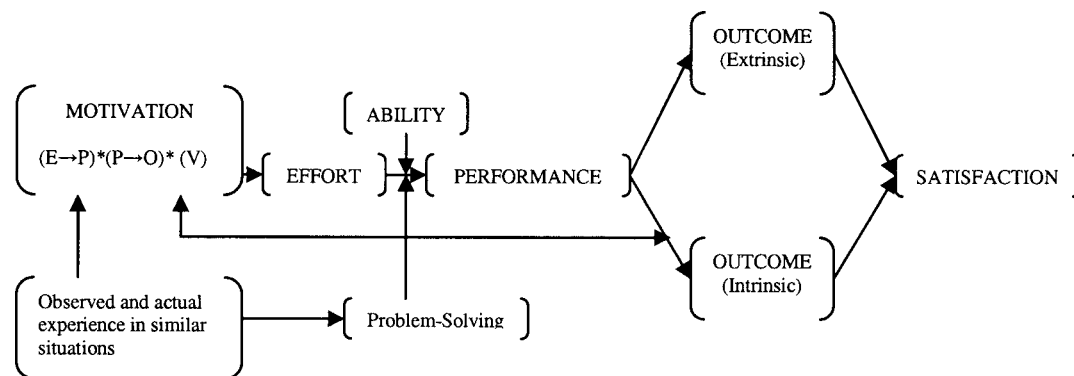 MOTIVATION
(E→P)*(P→O)* (V)
EFFORT
ABILITY
PERFORMANCE
OUTCOME
(Extrinsic)
OUTCOME
(Intrinsic)
SATISFACTION
Observed and actual
experience in similar
situations
Problem-Solving